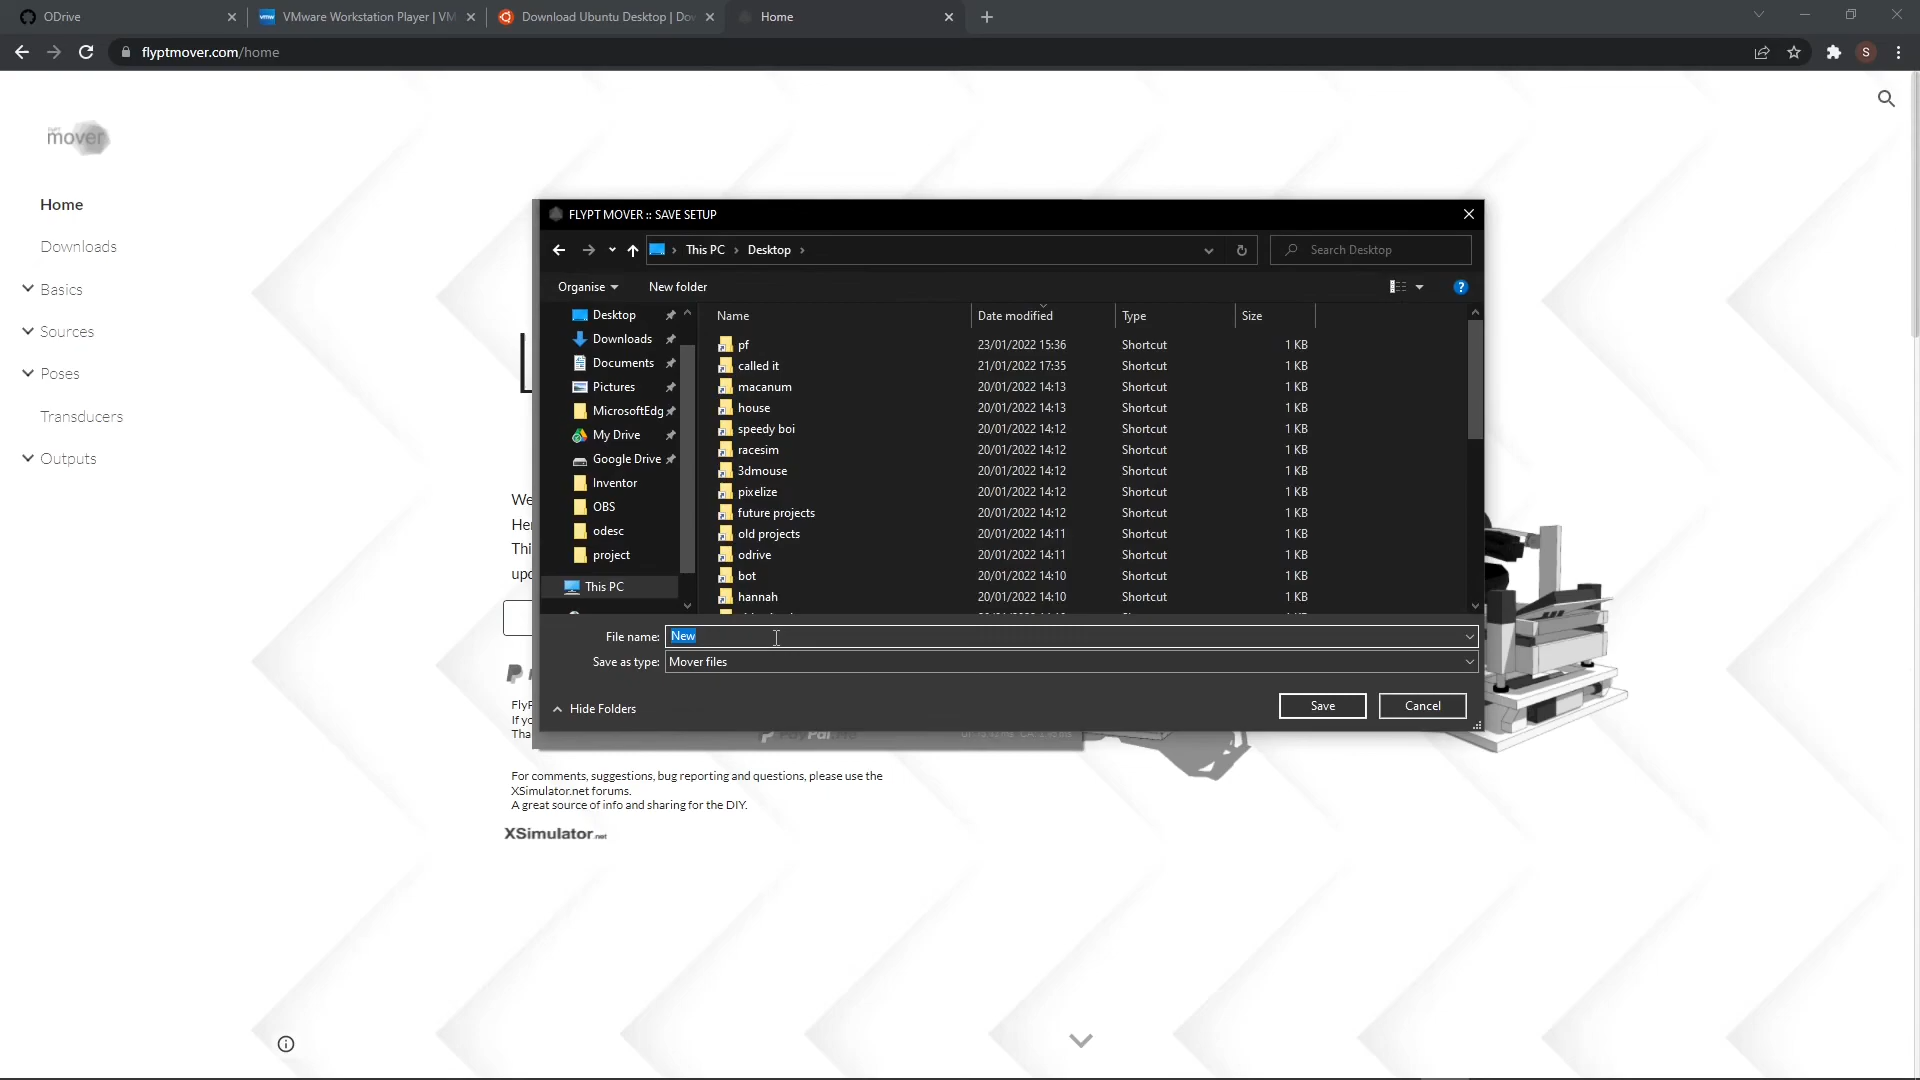 ODrive
VMware Workstation Player | VM
Download Ubuntu Desktop | Dow
Home
flyptmover.com/home
S
mover
Home
Downloads
Basics
Sources
Poses
Transducers
Outputs
FLYPT MOVER :: SAVE SETUP
This PC
Desktop
Search Desktop
Organise
New folder
?
Desktop
Downloads
Documents
Pictures
MicrosoftEdg
My Drive
Google Drive
Inventor
OBS
odesc
project
This PC
Name Date modified Type Size
pf 23/01/2022 15:36 Shortcut 1 KB
called it 21/01/2022 17:35 Shortcut 1 KB
macanum 20/01/2022 14:13 Shortcut 1 KB
house 20/01/2022 14:13 Shortcut 1 KB
speedy boi 20/01/2022 14:12 Shortcut 1 KB
racesim 20/01/2022 14:12 Shortcut 1 KB
3dmouse 20/01/2022 14:12 Shortcut 1 KB
pixelize 20/01/2022 14:12 Shortcut 1 KB
future projects 20/01/2022 14:12 Shortcut 1 KB
old projects 20/01/2022 14:11 Shortcut 1 KB
odrive 20/01/2022 14:11 Shortcut 1 KB
bot 20/01/2022 14:10 Shortcut 1 KB
hannah 20/01/2022 14:10 Shortcut 1 KB
File name: New
Save as type: Mover files
Hide Folders
Save
Cancel
We
Her
Thi
upc
FlyP
If yo
Tha
For comments, suggestions, bug reporting and questions, please use the
XSimulator.net forums.
A great source of info and sharing for the DIY.
XSimulator.net